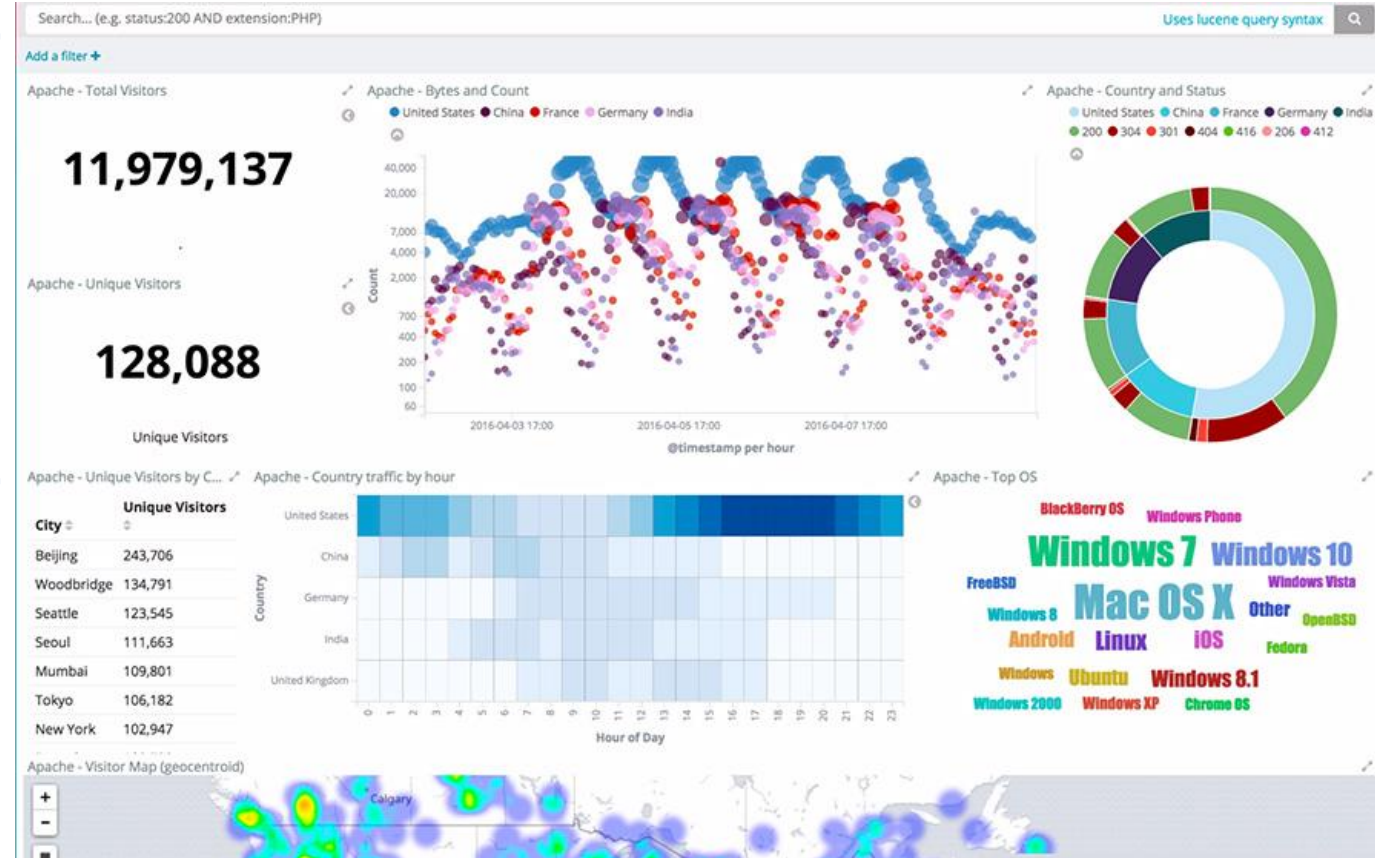 Search... (e.g. status:200 AND extension:PHP)
Uses lucene query syntax
Add a filter +
Apache - Total Visitors
11,979,137
Apache - Unique Visitors
128,088
Unique Visitors
Apache - Bytes and Count
United States China France Germany India
Count
40,000
20,000
7,000
4,000
2,000
700
400
200
100
60
2016-04-03 17:00 2016-04-05 17:00 2016-04-07 17:00
@timestamp per hour
Apache - Country and Status
United States China France Germany India
200 304 301 404 416 206 412
Apache - Unique Visitors by C...
City Unique Visitors
Beijing 243,706
Woodbridge 134,791
Seattle 123,545
Seoul 111,663
Mumbai 109,801
Tokyo 106,182
New York 102,947
Apache - Country traffic by hour
Country
United States
China
Germany
India
United Kingdom
0 1 2 3 4 5 6 7 8 9 10 11 12 13 14 15 16 17 18 19 20 21 22 23
Hour of Day
Apache - Top OS
BlackBerry OS Windows Phone
Windows 7 Windows 10
FreeBSD Mac OS X Windows Vista
Windows 8 Other OpenBSD
Android Linux iOS Fedora
Windows Ubuntu Windows 8.1
Windows 2000 Windows XP Chrome OS
Apache - Visitor Map (geocentroid)
+
-
Calgary